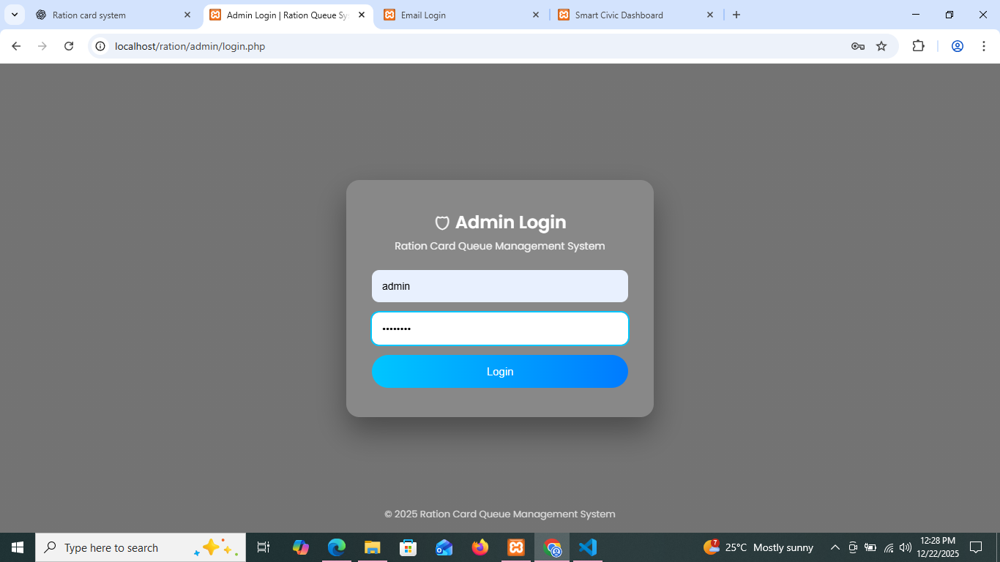 Ration card system
Admin Login | Ration Queue Sy
Email Login
Smart Civic Dashboard
localhost/ration/admin/login.php
Admin Login
Ration Card Queue Management System
admin
••••••••
Login
© 2025 Ration Card Queue Management System
Type here to search
7
25°C Mostly sunny
12:28 PM
12/22/2025